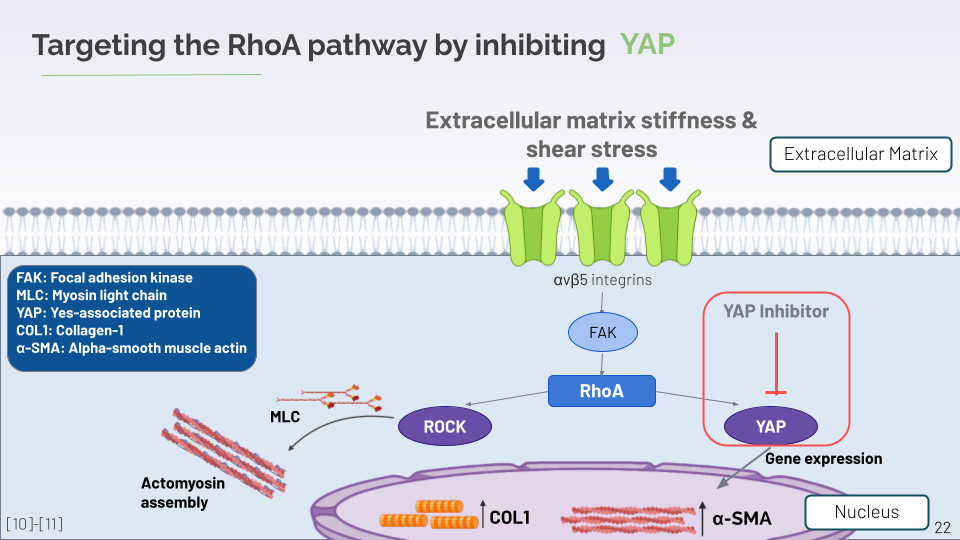 Targeting the RhoA pathway by inhibiting YAP
Extracellular matrix stiffness &
shear stress
Extracellular Matrix
FAK: Focal adhesion kinase
MLC: Myosin light chain
YAP: Yes-associated protein
COL1: Collagen-1
α-SMA: Alpha-smooth muscle actin
αvβ5 integrins
FAK
YAP Inhibitor
RhoA
MLC
ROCK
YAP
Gene expression
Actomyosin
assembly
COL1
α-SMA
Nucleus
[10]-[11]
22